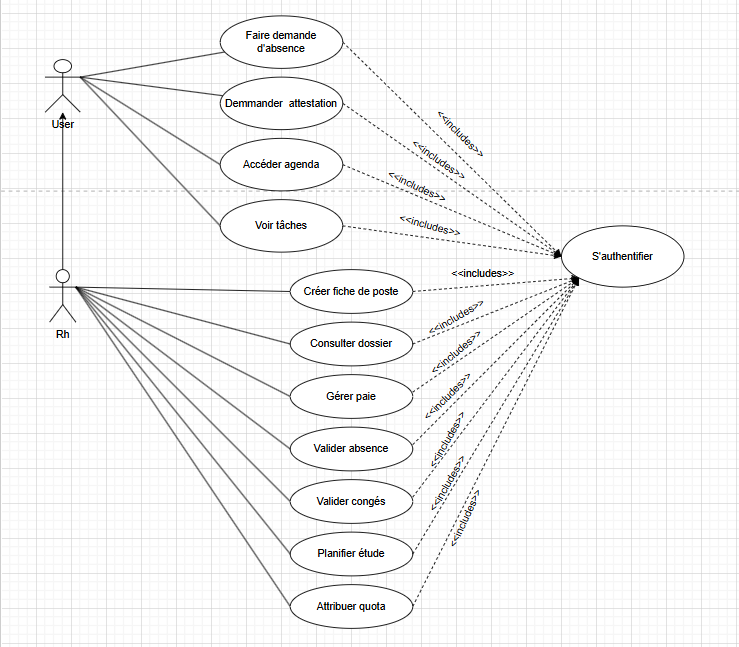 Faire demande
d'absence
Demmander attestation
Accéder agenda
Voir tâches
User
<<includes>>
<<includes>>
<<includes>>
<<includes>>
S'authentifier
Rh
Créer fiche de poste
Consulter dossier
Gérer paie
Valider absence
Valider congés
Planifier étude
Attribuer quota
<<includes>>
<<includes>>
<<includes>>
<<includes>>
<<includes>>
<<includes>>
<<includes>>